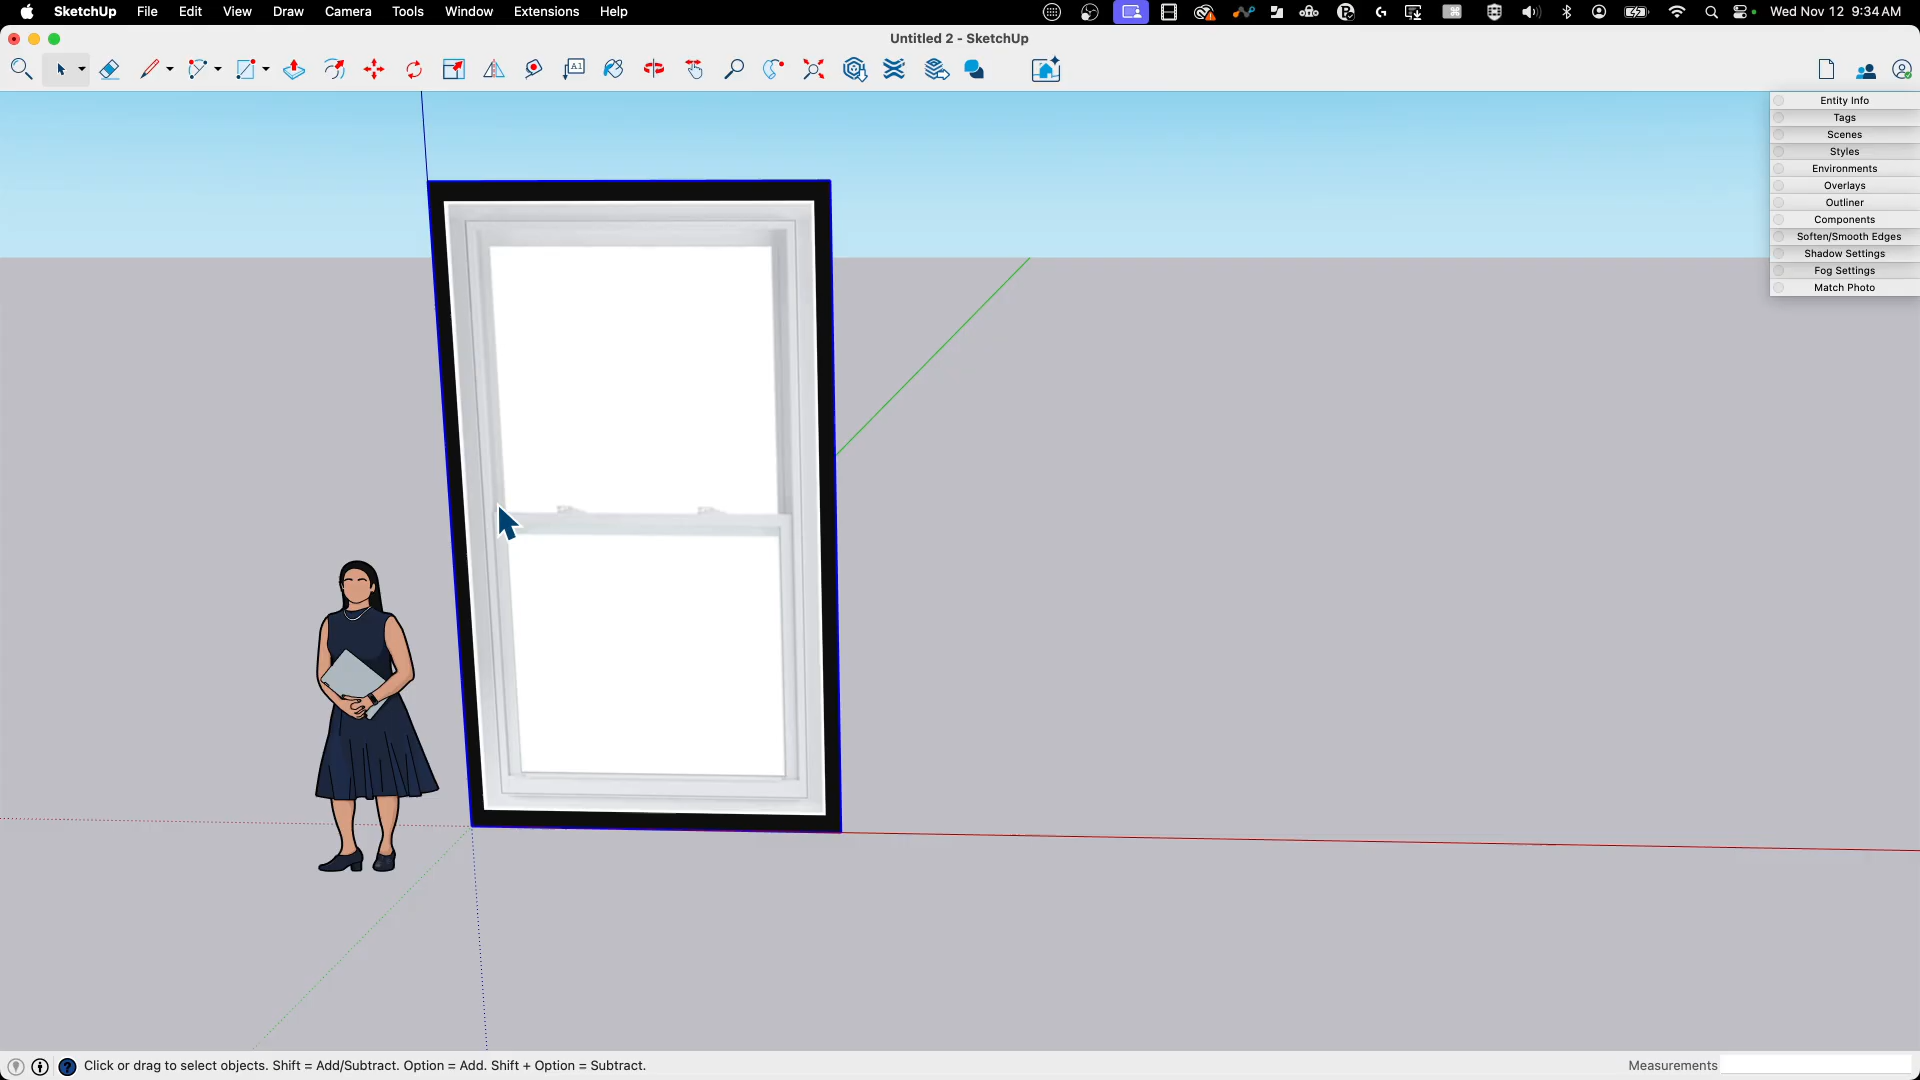 SketchUp File Edit View Draw Camera Tools Window Extensions Help Wed Nov 12 9:34 AM
Untitled 2 - SketchUp
A1
Entity Info
Tags
Scenes
Styles
Environments
Overlays
Outliner
Components
Soften/Smooth Edges
Shadow Settings
Fog Settings
Match Photo
Click or drag to select objects. Shift = Add/Subtract. Option = Add. Shift + Option = Subtract. Measurements